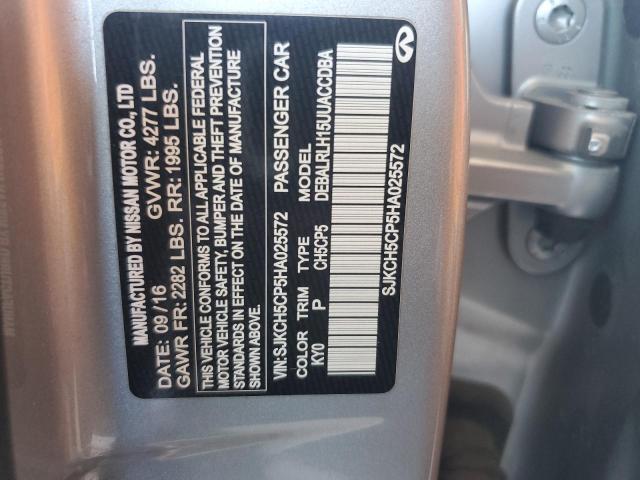 MANUFACTURED BY NISSAN MOTOR CO., LTD
DATE: 09/16 GVWR: 4277 LBS.
GAWR FR: 2282 LBS. RR: 1995 LBS.
THIS VEHICLE CONFORMS TO ALL APPLICABLE FEDERAL
MOTOR VEHICLE SAFETY, BUMPER AND THEFT PREVENTION
STANDARDS IN EFFECT ON THE DATE OF MANUFACTURE
SHOWN ABOVE.
VIN:SJKCH5CP5HA025572 PASSENGER CAR
COLOR TRIM TYPE MODEL
KY0 P CH5CP5 DEBALRLH15UUACCDBA
SJKCH5CP5HA025572